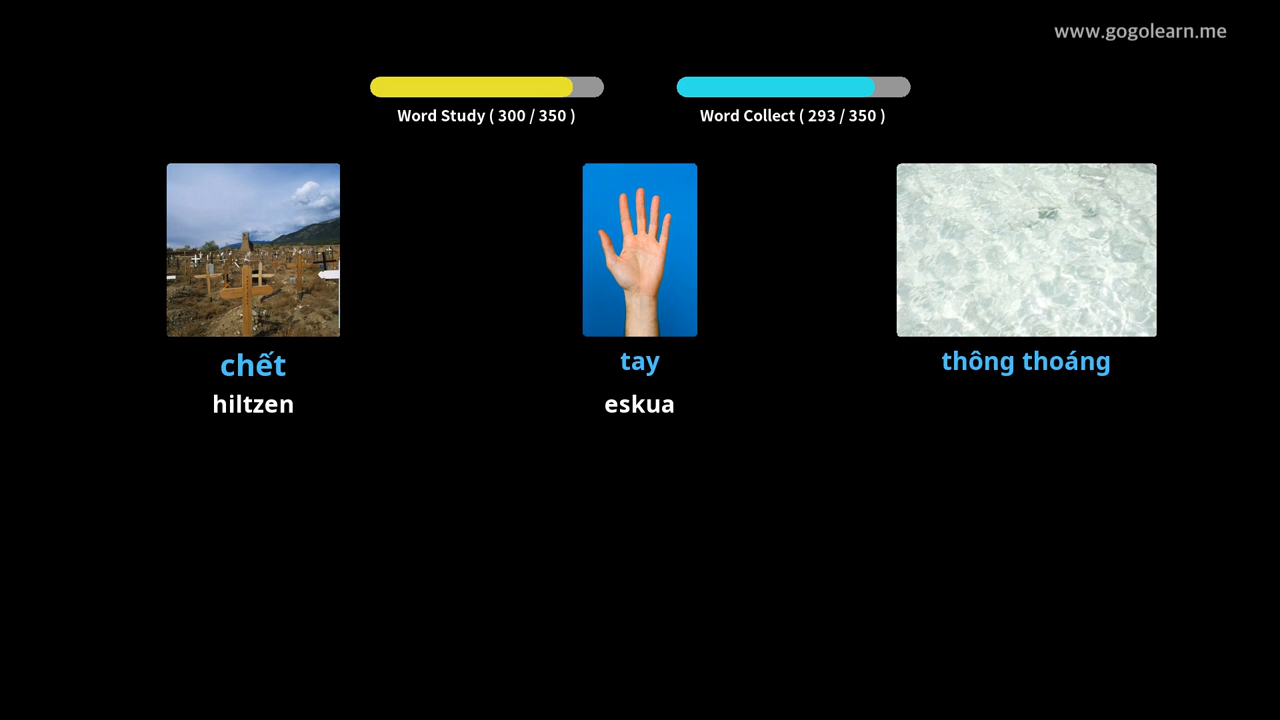 www.gogolearn.me
Word Study ( 300 / 350 )
Word Collect ( 293 / 350 )
chết
hiltzen
tay
eskua
thông thoáng